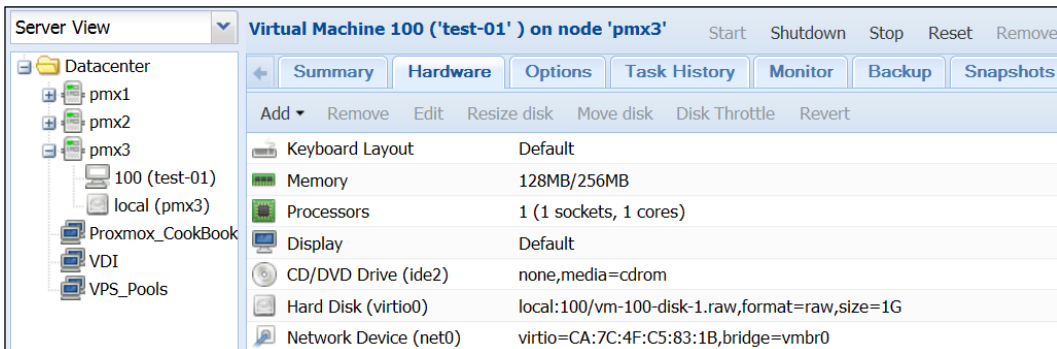 Server View
Virtual Machine 100 ('test-01' ) on node 'pmx3' Start Shutdown Stop Reset Remove
Datacenter
pmx1
pmx2
pmx3
100 (test-01)
local (pmx3)
Proxmox_CookBook
VDI
VPS_Pools
Summary Hardware Options Task History Monitor Backup Snapshots
Add Remove Edit Resize disk Move disk Disk Throttle Revert
Keyboard Layout Default
Memory 128MB/256MB
Processors 1 (1 sockets, 1 cores)
Display Default
CD/DVD Drive (ide2) none,media=cdrom
Hard Disk (virtio0) local:100/vm-100-disk-1.raw,format=raw,size=1G
Network Device (net0) virtio=CA:7C:4F:C5:83:1B,bridge=vmbr0